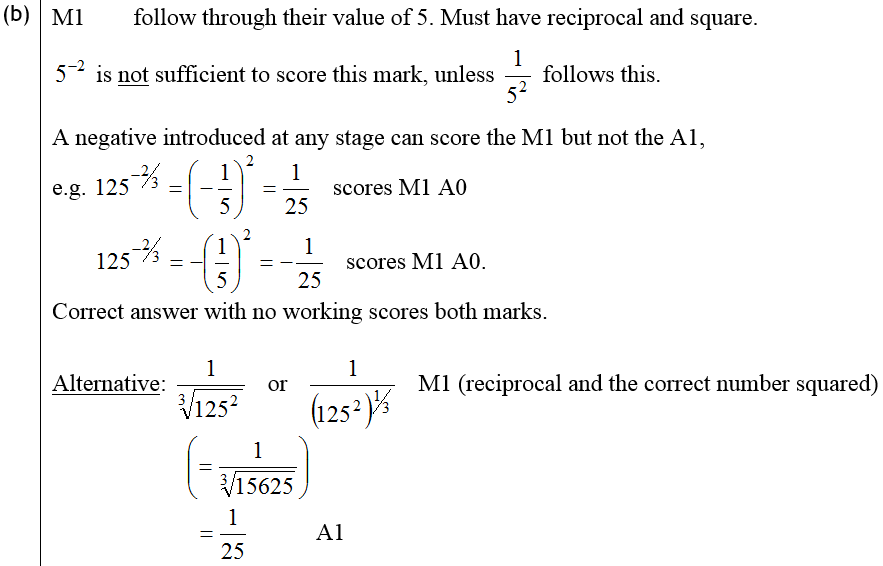 (b) M1 follow through their value of 5. Must have reciprocal and square.
5^{-2} is not sufficient to score this mark, unless \frac{1}{5^2} follows this.
A negative introduced at any stage can score the M1 but not the A1,
e.g. 125^{-2/3} = \left(-\frac{1}{5}\right)^2 = \frac{1}{25} scores M1 A0
125^{-2/3} = -\left(\frac{1}{5}\right)^2 = -\frac{1}{25} scores M1 A0.
Correct answer with no working scores both marks.
Alternative: \frac{1}{\sqrt[3]{125^2}} or \frac{1}{(125^2)^{1/3}} M1 (reciprocal and the correct number squared)
\left(= \frac{1}{\sqrt[3]{15625}}\right)
= \frac{1}{25} A1